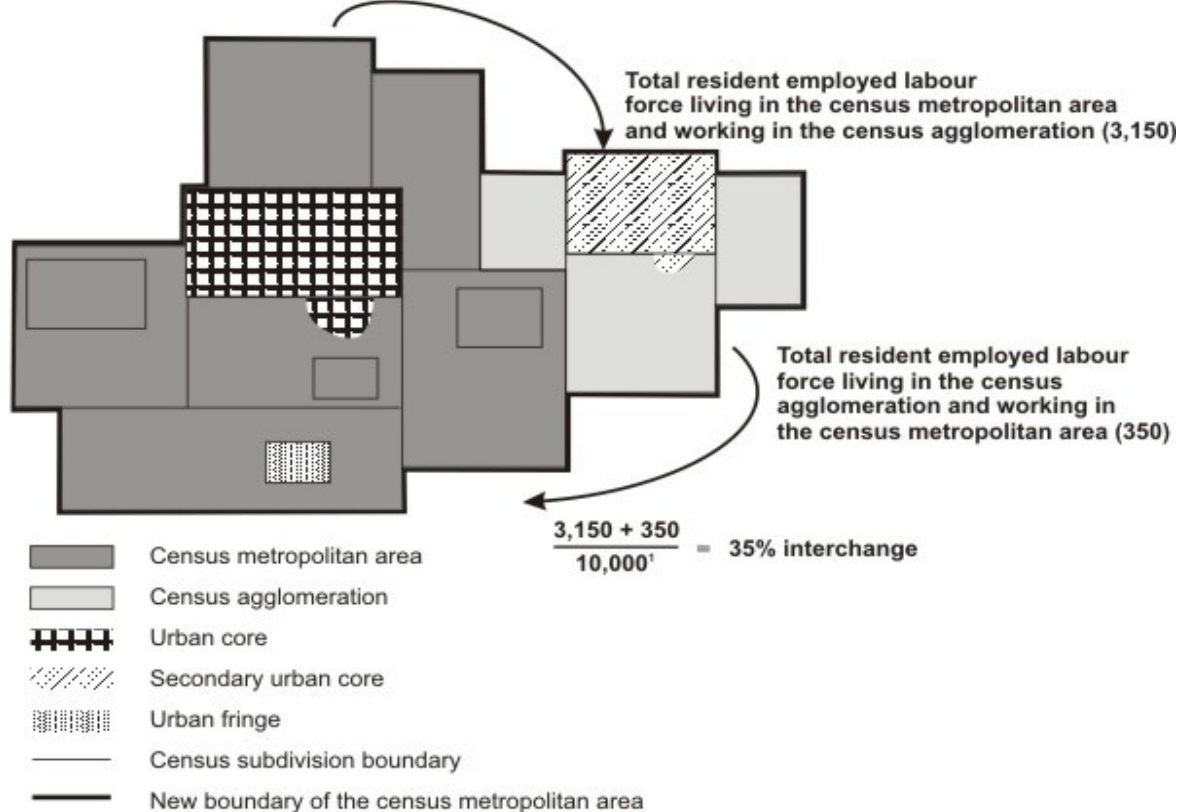 Total resident employed labour
force living in the census metropolitan area
and working in the census agglomeration (3,150)
Total resident employed labour
force living in the census
agglomeration and working in
the census metropolitan area (350)
3,150 + 350
10,000¹
= 35% interchange
Census metropolitan area
Census agglomeration
Urban core
Secondary urban core
Urban fringe
Census subdivision boundary
New boundary of the census metropolitan area